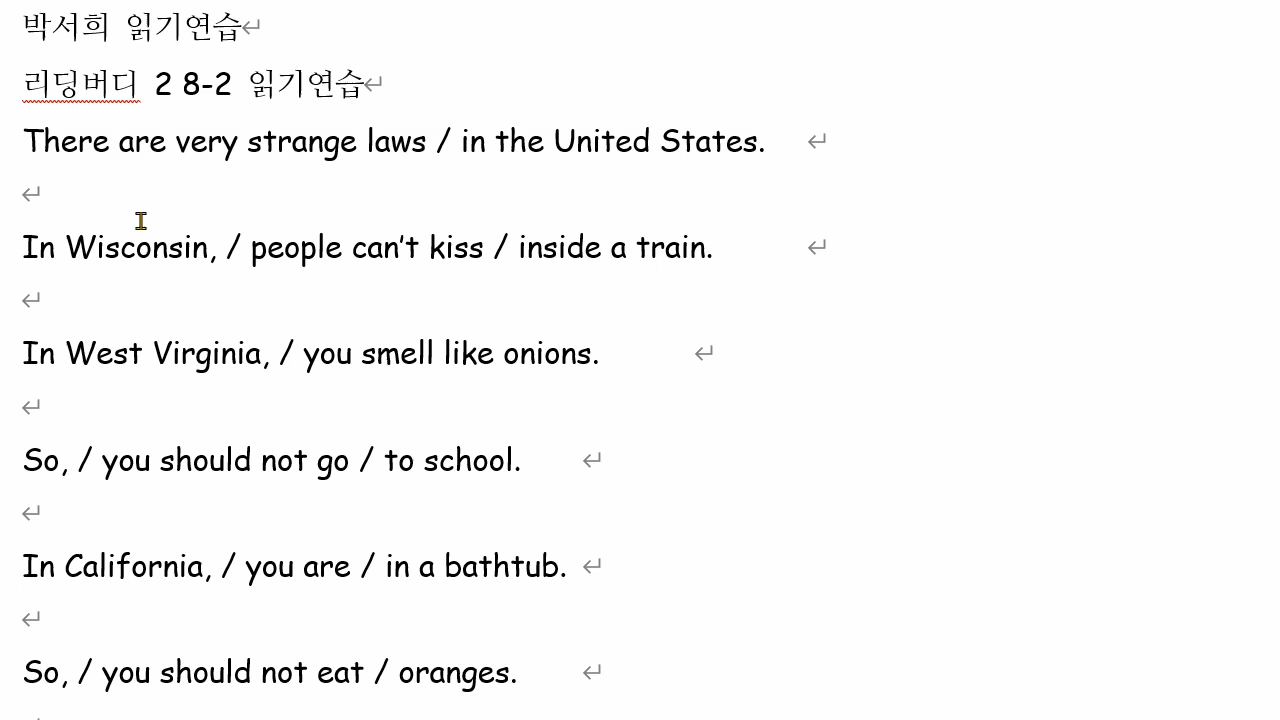 박서희 읽기연습
리딩버디 2 8-2 읽기연습
There are very strange laws / in the United States.
In Wisconsin, / people can't kiss / inside a train.
In West Virginia, / you smell like onions.
So, / you should not go / to school.
In California, / you are / in a bathtub.
So, / you should not eat / oranges.